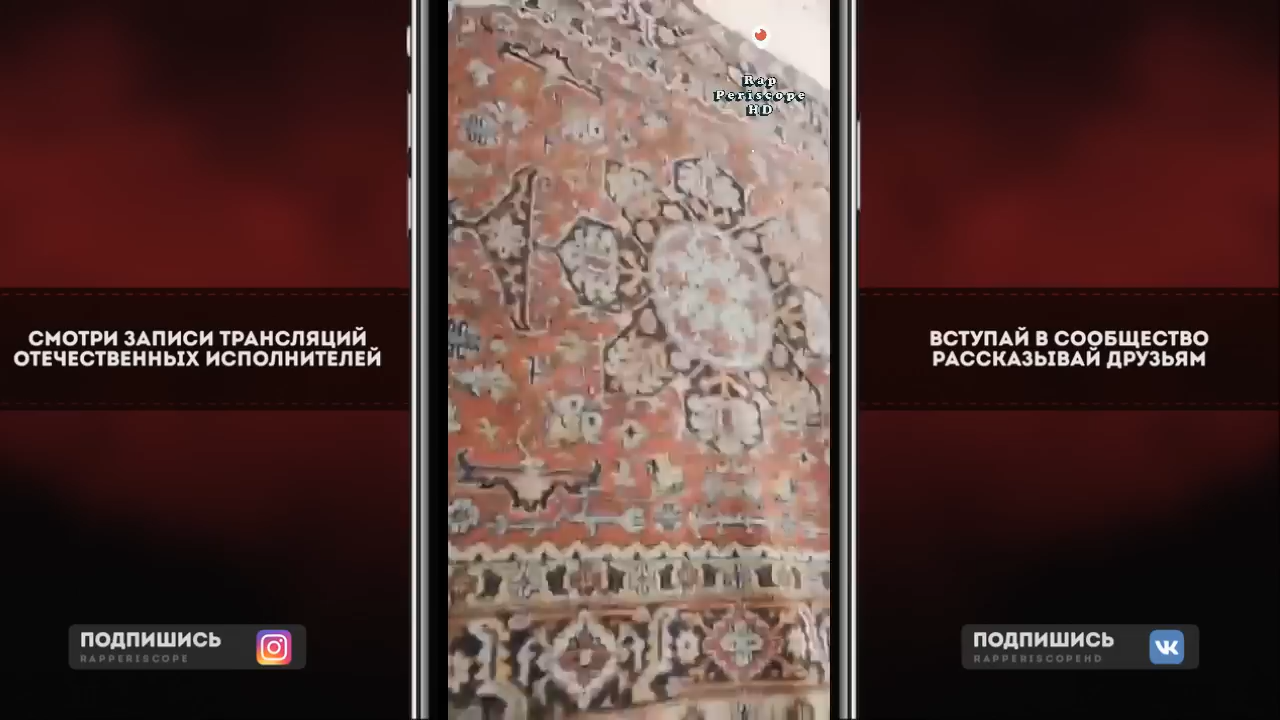 Rap
Periscope
HD
СМОТРИ ЗАПИСИ ТРАНСЛЯЦИЙ
ОТЕЧЕСТВЕННЫХ ИСПОЛНИТЕЛЕЙ
ВСТУПАЙ В СООБЩЕСТВО
РАССКАЗЫВАЙ ДРУЗЬЯМ
ПОДПИШИСЬ
RAPPERISCOPE
ПОДПИШИСЬ
RAPPERISCOPEHD